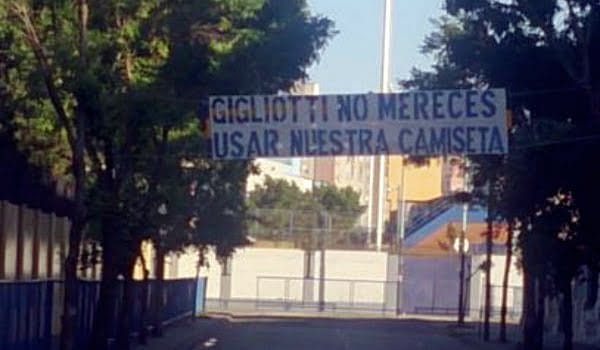 GIGLIOTTI NO MERECES
USAR NUESTRA CAMISETA